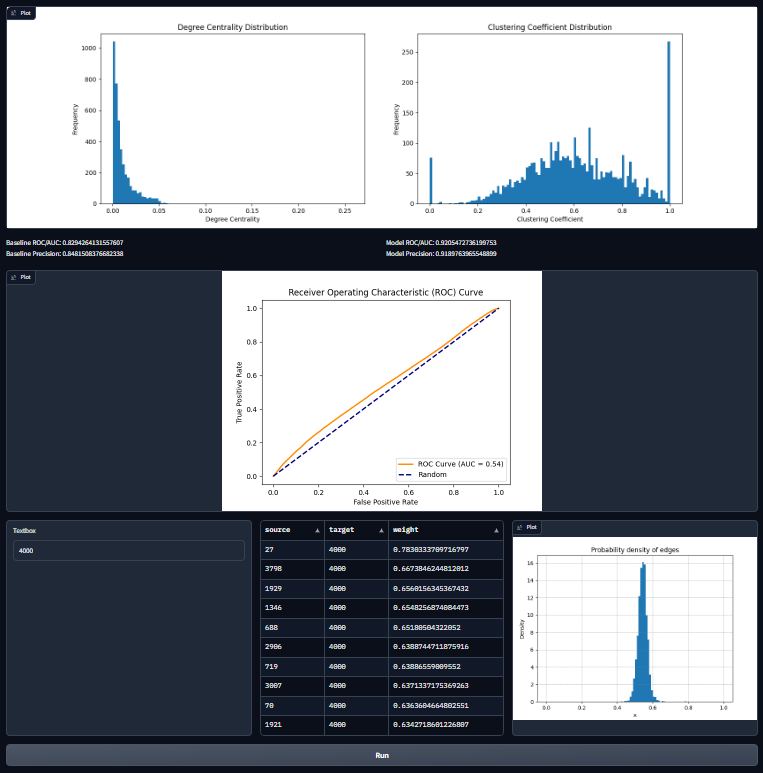 Plot
Degree Centrality Distribution
Clustering Coefficient Distribution
Frequency
1000
800
600
400
200
0
0.00 0.05 0.10 0.15 0.20 0.25
Degree Centrality
Frequency
250
200
150
100
50
0
0.0 0.2 0.4 0.6 0.8 1.0
Clustering Coefficient
Baseline ROC/AUC: 0.8294264131557607
Model ROC/AUC: 0.9205472736199753
Baseline Precision: 0.8481508376682338
Model Precision: 0.9189763965548899
Plot
Receiver Operating Characteristic (ROC) Curve
True Positive Rate
1.0
0.8
0.6
0.4
0.2
0.0
ROC Curve (AUC = 0.54)
Random
0.0 0.2 0.4 0.6 0.8 1.0
False Positive Rate
Textbox
4000
source target weight
27 4000 0.7830333709716797
3798 4000 0.6673846244812012
1929 4000 0.6560156345367432
1346 4000 0.6548256874084473
688 4000 0.65180504322052
2906 4000 0.6388744711875916
719 4000 0.63886559009552
3007 4000 0.6371337175369263
70 4000 0.6363604664802551
1921 4000 0.6342718601226807
Plot
Probability density of edges
Density
16
14
12
10
8
6
4
2
0
0.0 0.2 0.4 0.6 0.8 1.0
x
Run